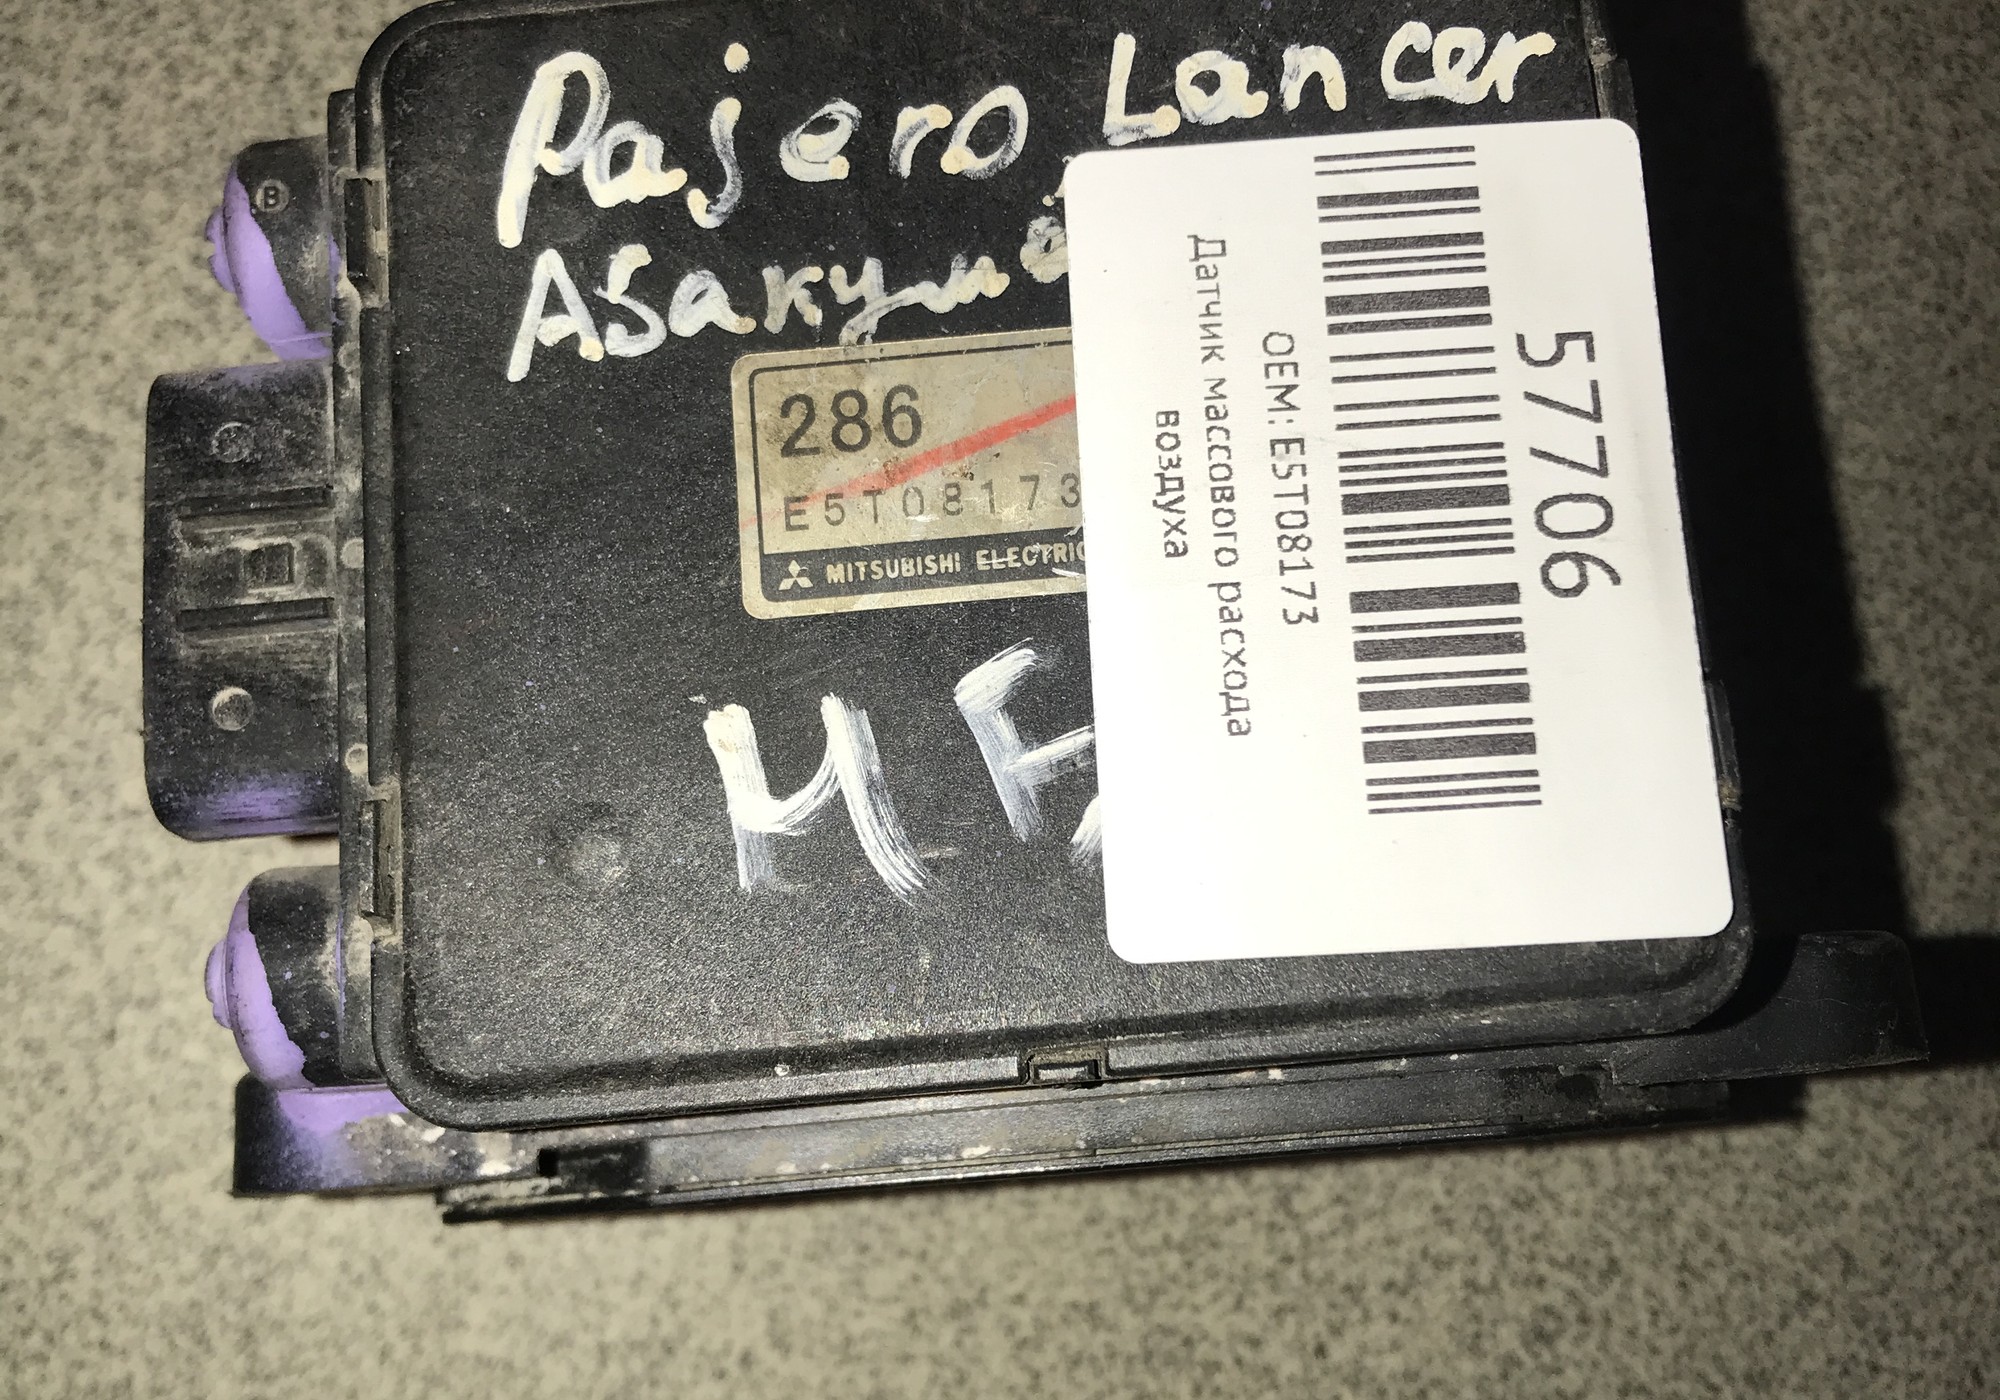 Pajero, Lancer
286
E5T08173
MITSUBISHI ELECTRIC
B
57706
OEM: E5T08173
Датчик массового расхода
воздуха